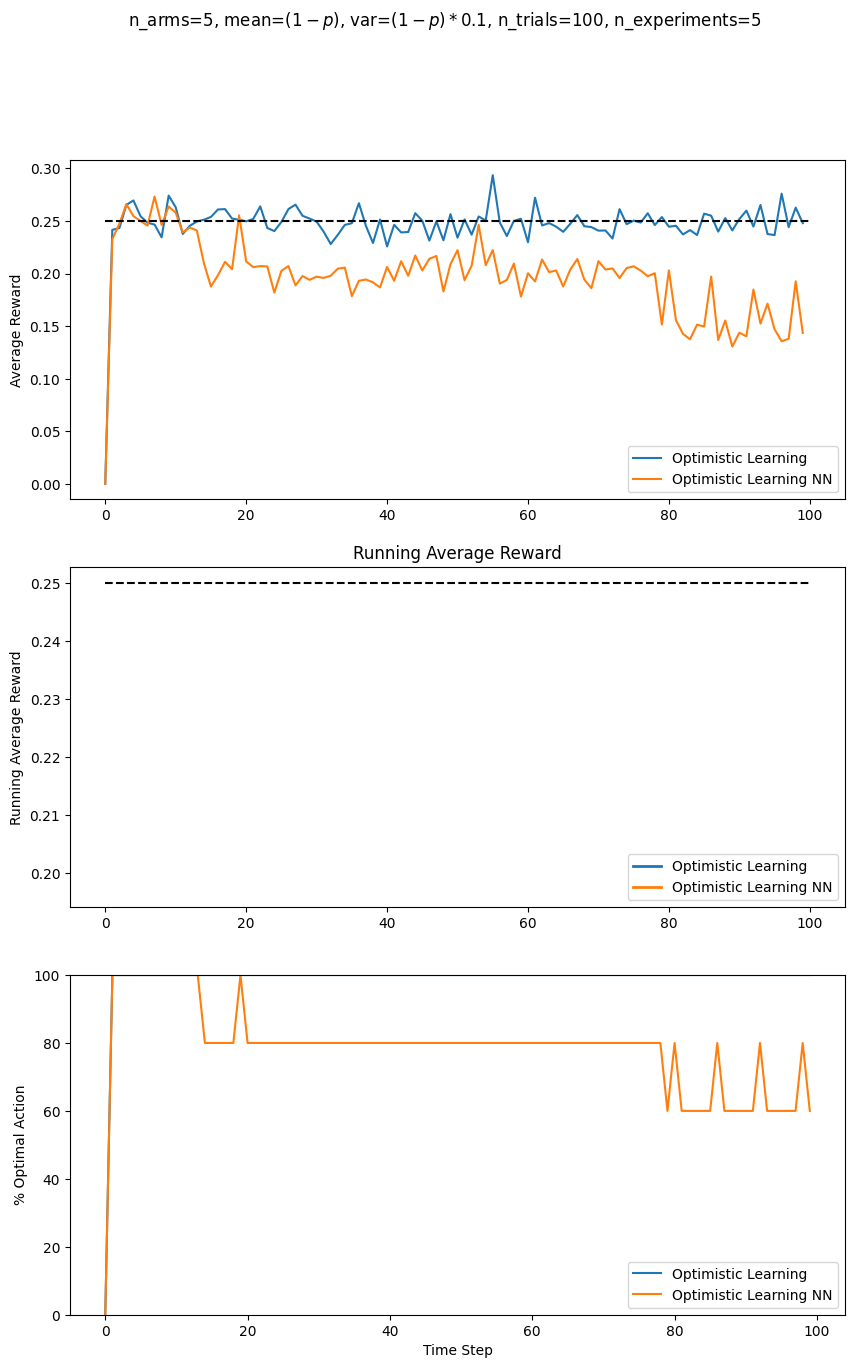 n_arms=5, mean=(1 − p), var=(1 − p) * 0.1, n_trials=100, n_experiments=5
0.30
0.25
0.20
0.15
0.10
0.05
0.00
Average Reward
Optimistic Learning
Optimistic Learning NN
0 20 40 60 80 100
Running Average Reward
0.25
0.24
0.23
0.22
0.21
0.20
Running Average Reward
Optimistic Learning
Optimistic Learning NN
0 20 40 60 80 100
100
80
60
40
20
0
% Optimal Action
Optimistic Learning
Optimistic Learning NN
0 20 40 60 80 100
Time Step